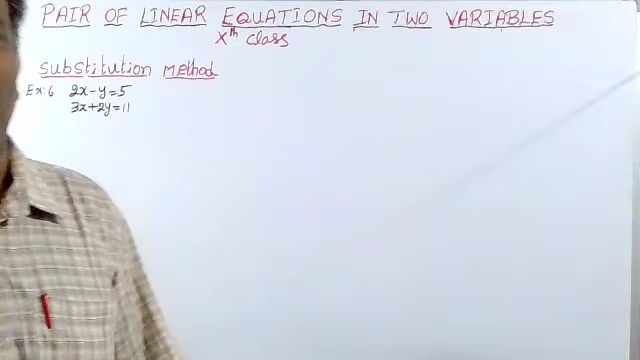 PAIR OF LINEAR EQUATIONS IN TWO VARIABLES
Xth Class
Substitution Method
Ex:6 2x-y=5
3x+2y=11